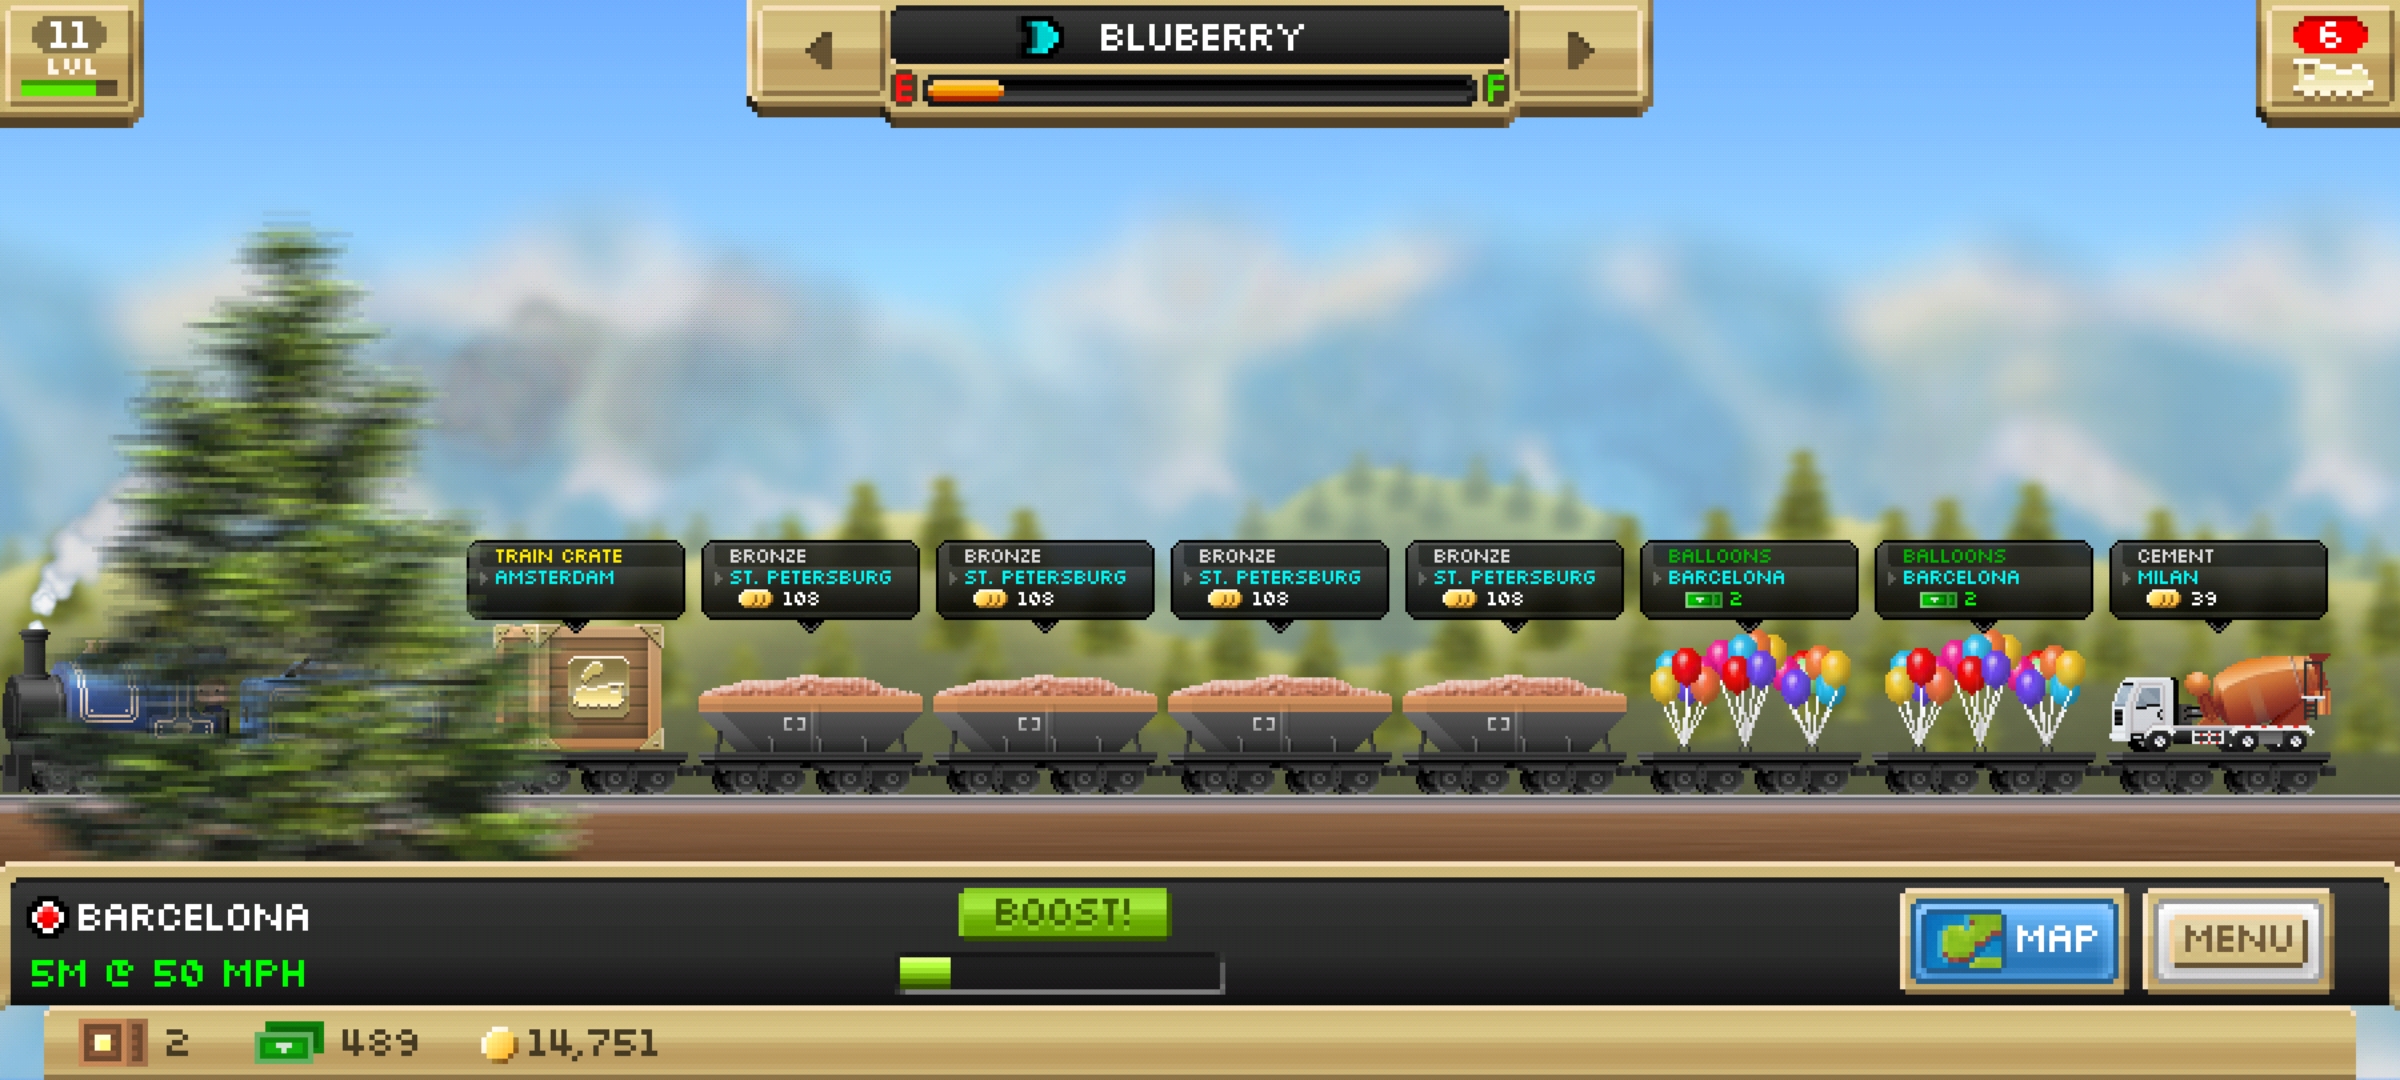 11
LVL
BLUBERRY
E
F
6
TRAIN CRATE
AMSTERDAM
BRONZE
ST. PETERSBURG
108
BRONZE
ST. PETERSBURG
108
BRONZE
ST. PETERSBURG
108
BRONZE
ST. PETERSBURG
108
BALLOONS
BARCELONA
2
BALLOONS
BARCELONA
2
CEMENT
MILAN
39
BARCELONA
5M @ 50 MPH
BOOST!
MAP
MENU
2
489
14,751